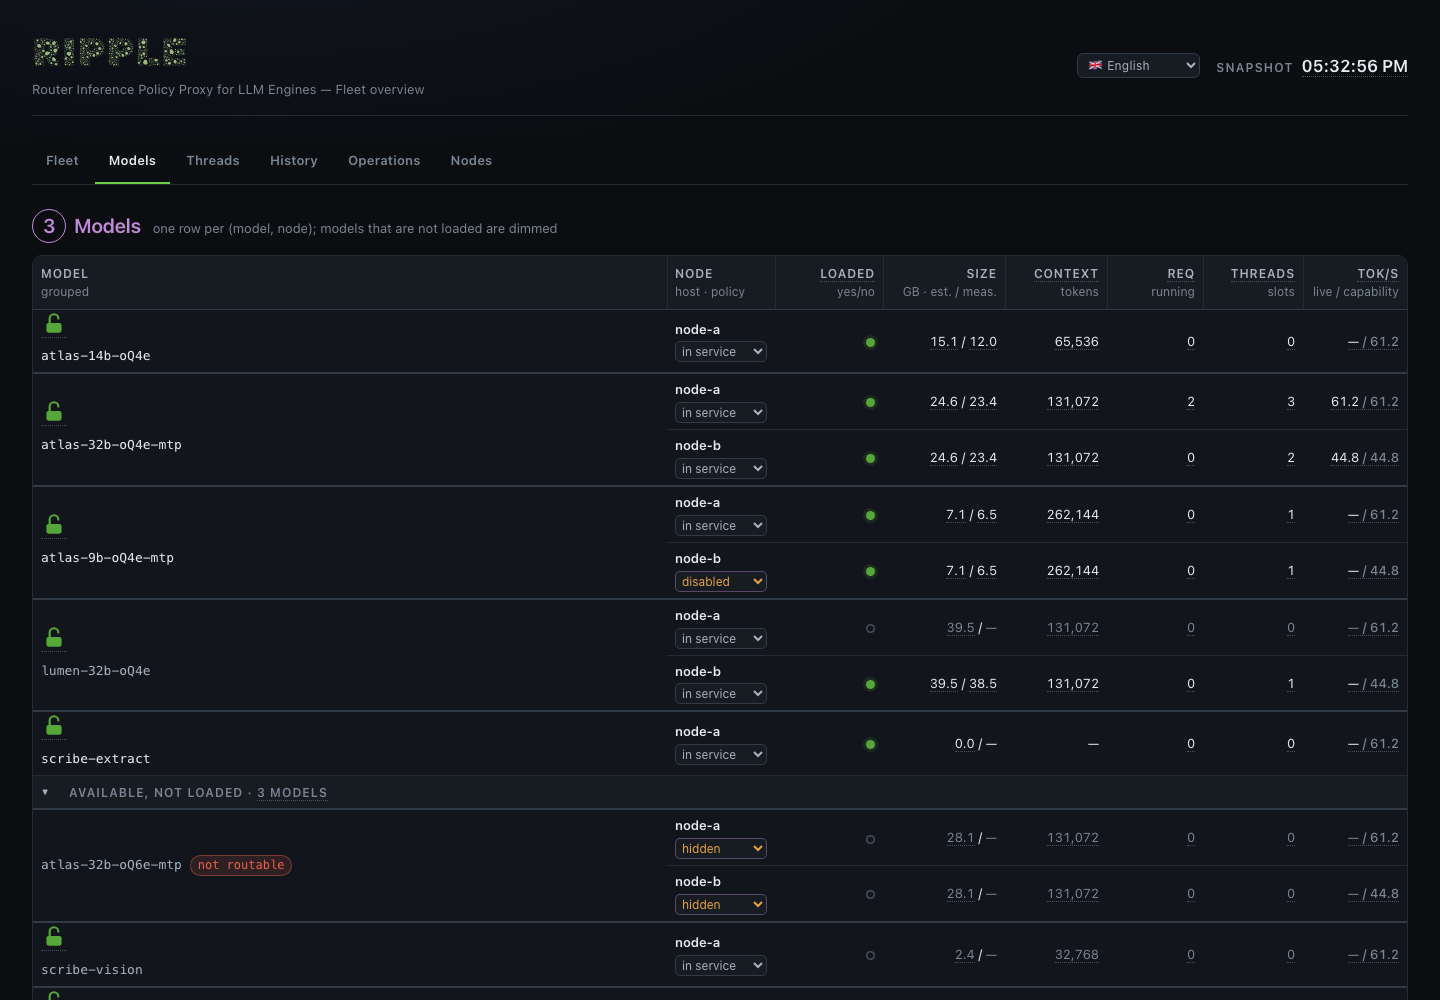 RIPPLE
Router Inference Policy Proxy for LLM Engines — Fleet overview
English
SNAPSHOT 05:32:56 PM
Fleet Models Threads History Operations Nodes
3 Models one row per (model, node); models that are not loaded are dimmed
MODEL NODE LOADED SIZE CONTEXT REQ THREADS TOK/S
grouped host · policy yes/no GB · est. / meas. tokens running slots live / capability
atlas-14b-oQ4e
node-a
in service
15.1 / 12.0 65,536 0 0 — / 61.2
atlas-32b-oQ4e-mtp
node-a
in service
24.6 / 23.4 131,072 2 3 61.2 / 61.2
node-b
in service
24.6 / 23.4 131,072 0 2 44.8 / 44.8
atlas-9b-oQ4e-mtp
node-a
in service
7.1 / 6.5 262,144 0 1 — / 61.2
node-b
disabled
7.1 / 6.5 262,144 0 1 — / 44.8
lumen-32b-oQ4e
node-a
in service
39.5 / — 131,072 0 0 — / 61.2
node-b
in service
39.5 / 38.5 131,072 0 1 — / 44.8
scribe-extract
node-a
in service
0.0 / — — 0 0 — / 61.2
AVAILABLE, NOT LOADED · 3 MODELS
atlas-32b-oQ6e-mtp not routable
node-a
hidden
28.1 / — 131,072 0 0 — / 61.2
node-b
hidden
28.1 / — 131,072 0 0 — / 44.8
scribe-vision
node-a
in service
2.4 / — 32,768 0 0 — / 61.2